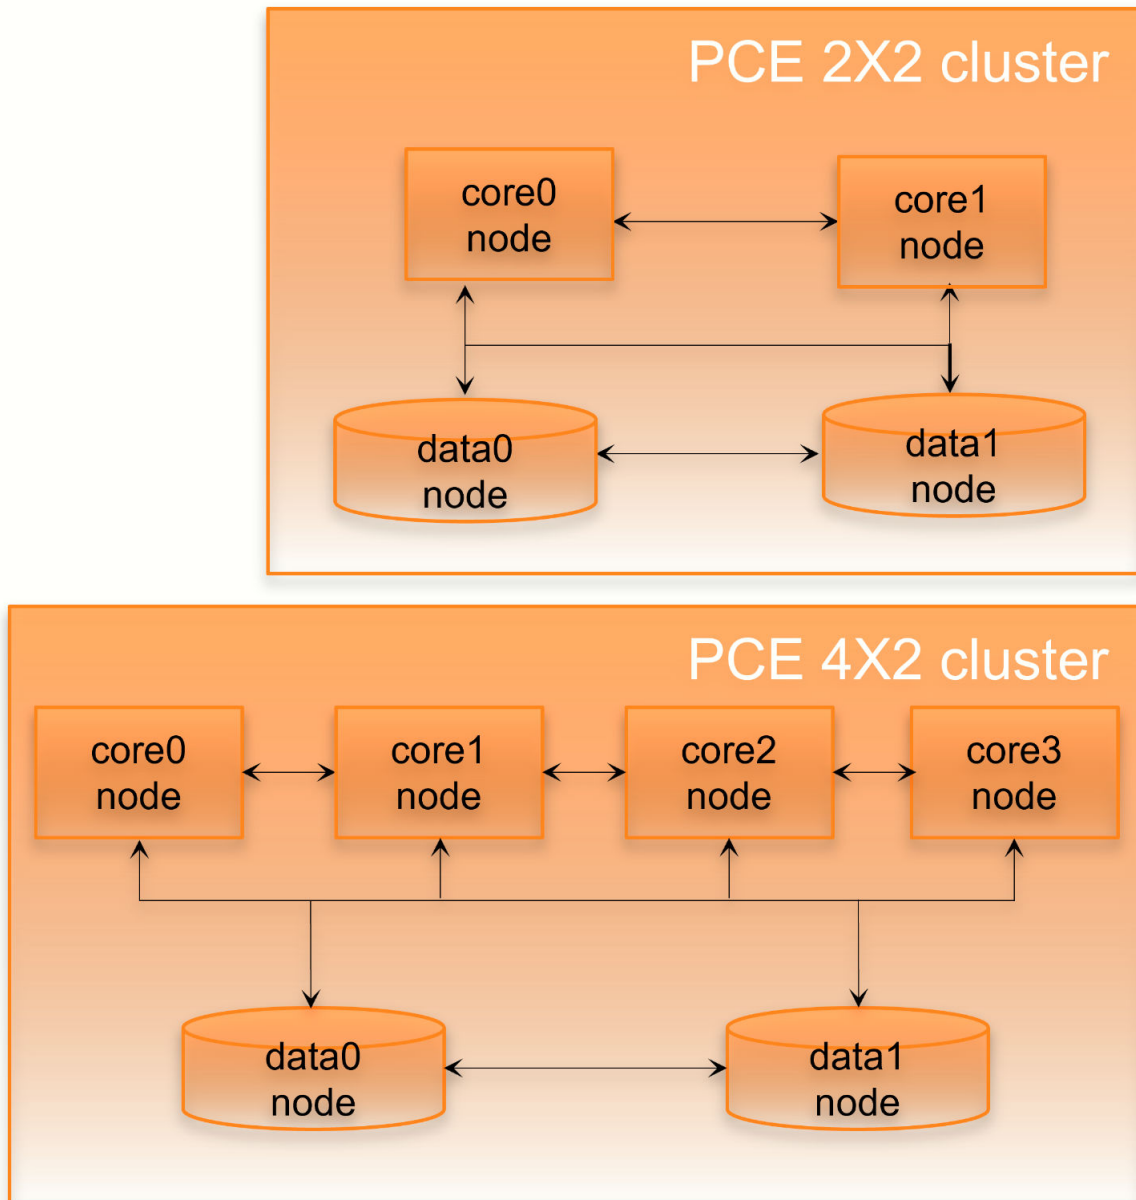 PCE 2X2 cluster
core0
node
core1
node
data0
node
data1
node
PCE 4X2 cluster
core0
node
core1
node
core2
node
core3
node
data0
node
data1
node